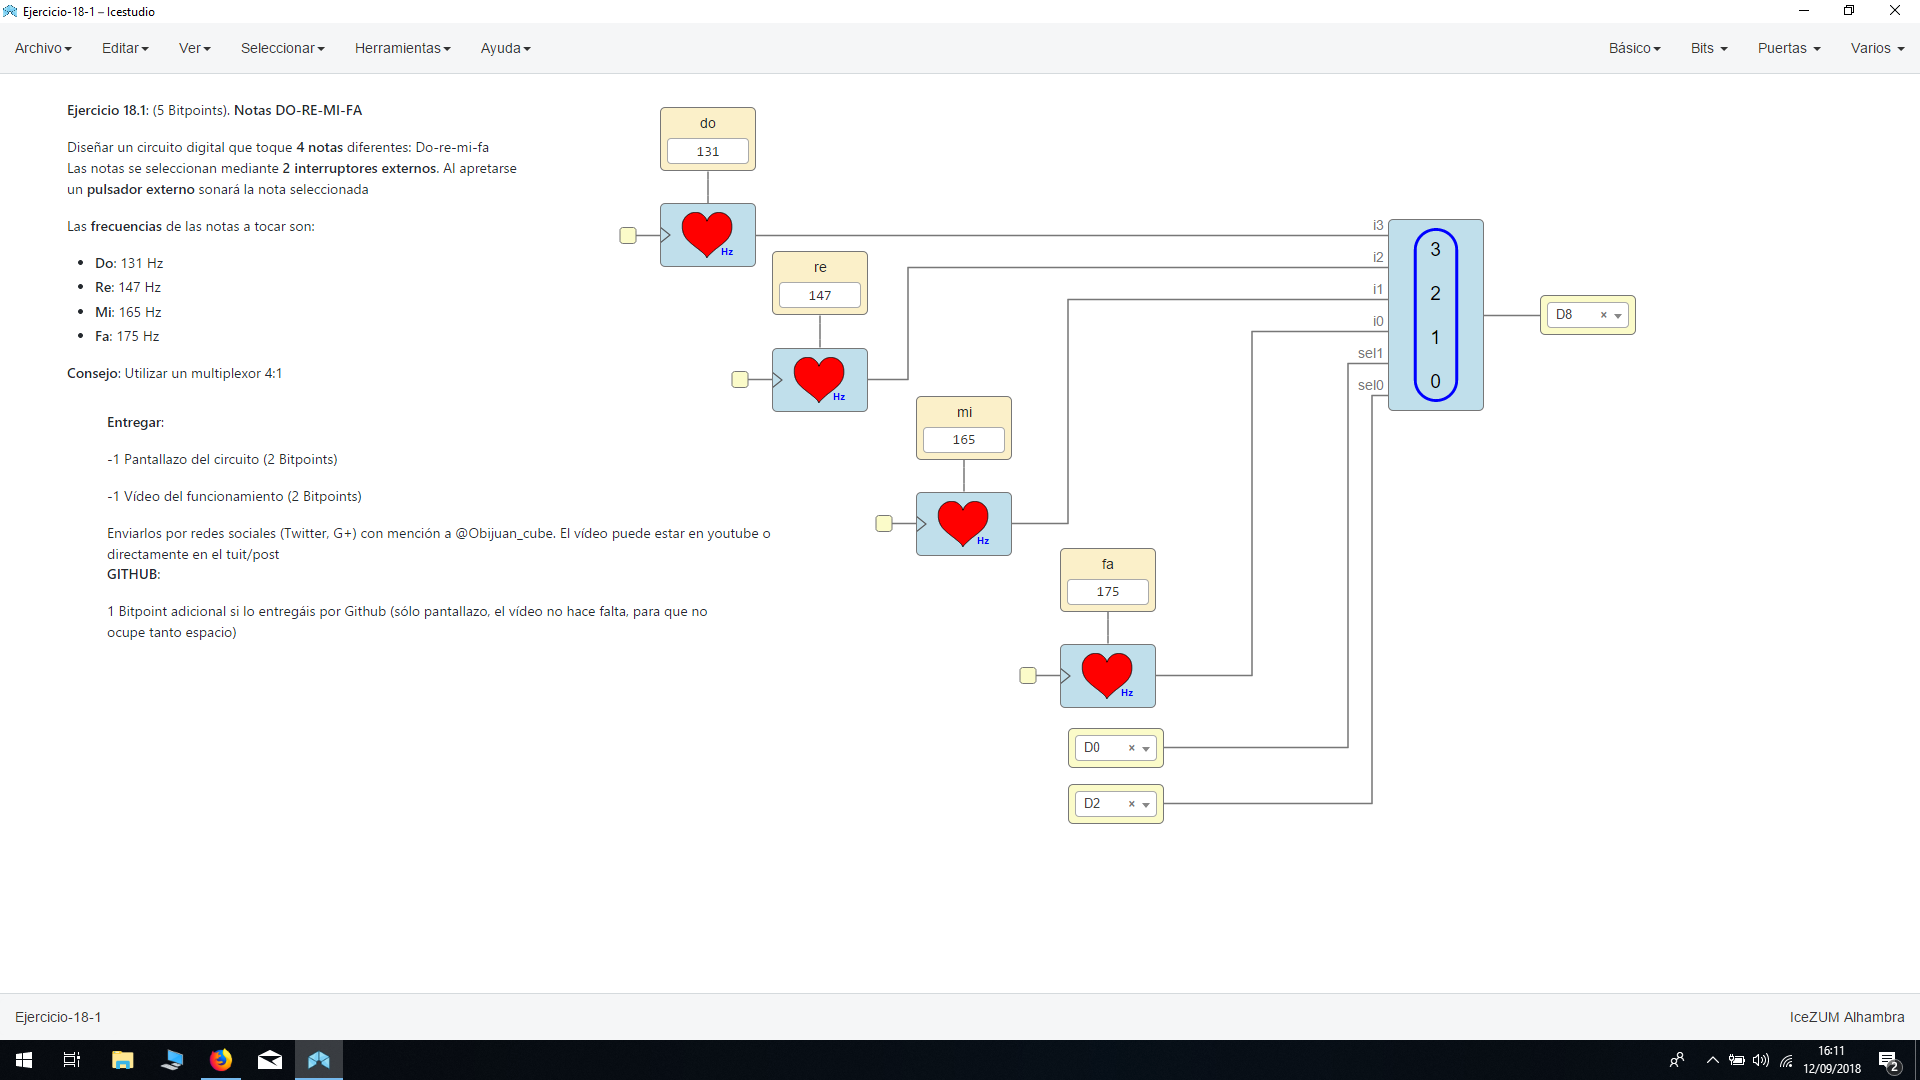 Ejercicio-18-1 – Icestudio
Archivo Editar Ver Seleccionar Herramientas Ayuda Básico Bits Puertas Varios
Ejercicio 18.1: (5 Bitpoints). Notas DO-RE-MI-FA
Diseñar un circuito digital que toque 4 notas diferentes: Do-re-mi-fa
Las notas se seleccionan mediante 2 interruptores externos. Al apretarse
un pulsador externo sonará la nota seleccionada
Las frecuencias de las notas a tocar son:
Do: 131 Hz
Re: 147 Hz
Mi: 165 Hz
Fa: 175 Hz
Consejo: Utilizar un multiplexor 4:1
Entregar:
-1 Pantallazo del circuito (2 Bitpoints)
-1 Vídeo del funcionamiento (2 Bitpoints)
Enviarlos por redes sociales (Twitter, G+) con mención a @Obijuan_cube. El vídeo puede estar en youtube o
directamente en el tuit/post
GITHUB:
1 Bitpoint adicional si lo entregáis por Github (sólo pantallazo, el vídeo no hace falta, para que no
ocupe tanto espacio)
do
131
Hz
re
147
Hz
mi
165
Hz
fa
175
Hz
D0 ×
D2 ×
i3
i2
i1
i0
sel1
sel0
3
2
1
0
D8 ×
Ejercicio-18-1
IceZUM Alhambra
16:11
12/09/2018
2